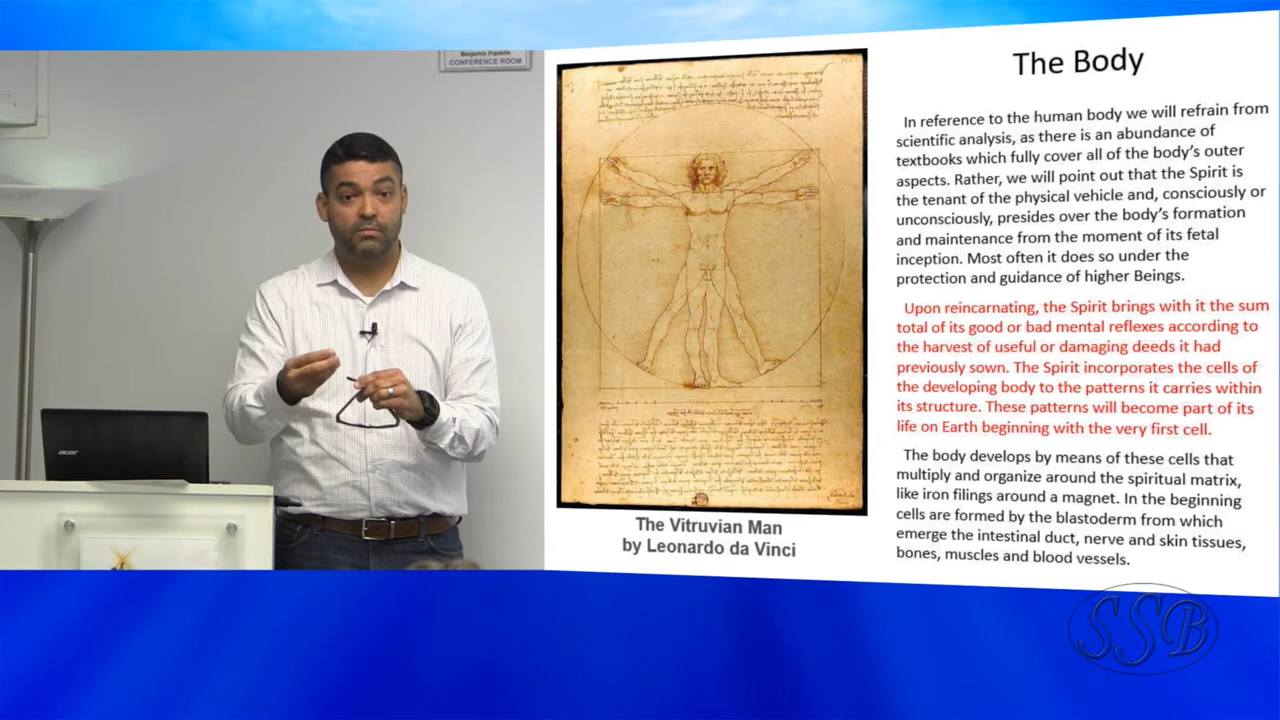 Benjamin Franklin
CONFERENCE ROOM
acer
The Body
In reference to the human body we will refrain from
scientific analysis, as there is an abundance of
textbooks which fully cover all of the body's outer
aspects. Rather, we will point out that the Spirit is
the tenant of the physical vehicle and, consciously or
unconsciously, presides over the body's formation
and maintenance from the moment of its fetal
inception. Most often it does so under the
protection and guidance of higher Beings.
Upon reincarnating, the Spirit brings with it the sum
total of its good or bad mental reflexes according to
the harvest of useful or damaging deeds it had
previously sown. The Spirit incorporates the cells of
the developing body to the patterns it carries within
its structure. These patterns will become part of its
life on Earth beginning with the very first cell.
The body develops by means of these cells that
multiply and organize around the spiritual matrix,
like iron filings around a magnet. In the beginning
cells are formed by the blastoderm from which
emerge the intestinal duct, nerve and skin tissues,
bones, muscles and blood vessels.
The Vitruvian Man
by Leonardo da Vinci
SSB